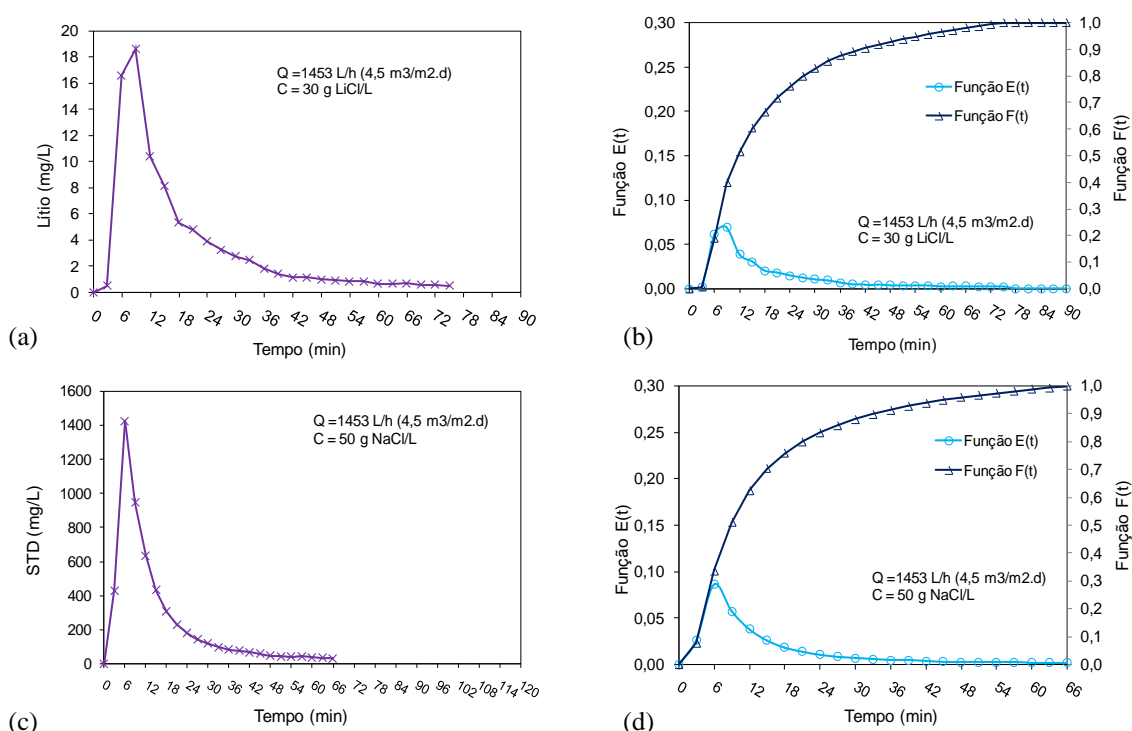 Lítio (mg/L)
20
18
16
14
12
10
8
6
4
2
0
Q =1453 L/h (4,5 m3/m2.d)
C = 30 g LiCl/L
0 6 12 18 24 30 36 42 48 54 60 66 72 78 84 90
Tempo (min)
(a)
Função E(t)
0,30
0,25
0,20
0,15
0,10
0,05
0,00
Função E(t)
Função F(t)
Q =1453 L/h (4,5 m3/m2.d)
C = 30 g LiCl/L
1,0
0,9
0,8
0,7
0,6
0,5
0,4
0,3
0,2
0,1
0,0
Função F(t)
0 6 12 18 24 30 36 42 48 54 60 66 72 78 84 90
Tempo (min)
(b)
STD (mg/L)
1600
1400
1200
1000
800
600
400
200
0
Q =1453 L/h (4,5 m3/m2.d)
C = 50 g NaCl/L
0 6 12 18 24 30 36 42 48 54 60 66 72 78 84 90 96 102 108 114 120
Tempo (min)
(c)
Função E(t)
0,30
0,25
0,20
0,15
0,10
0,05
0,00
Função E(t)
Função F(t)
Q =1453 L/h (4,5 m3/m2.d)
C = 50 g NaCl/L
1,0
0,9
0,8
0,7
0,6
0,5
0,4
0,3
0,2
0,1
0,0
Função F(t)
0 6 12 18 24 30 36 42 48 54 60 66
Tempo (min)
(d)